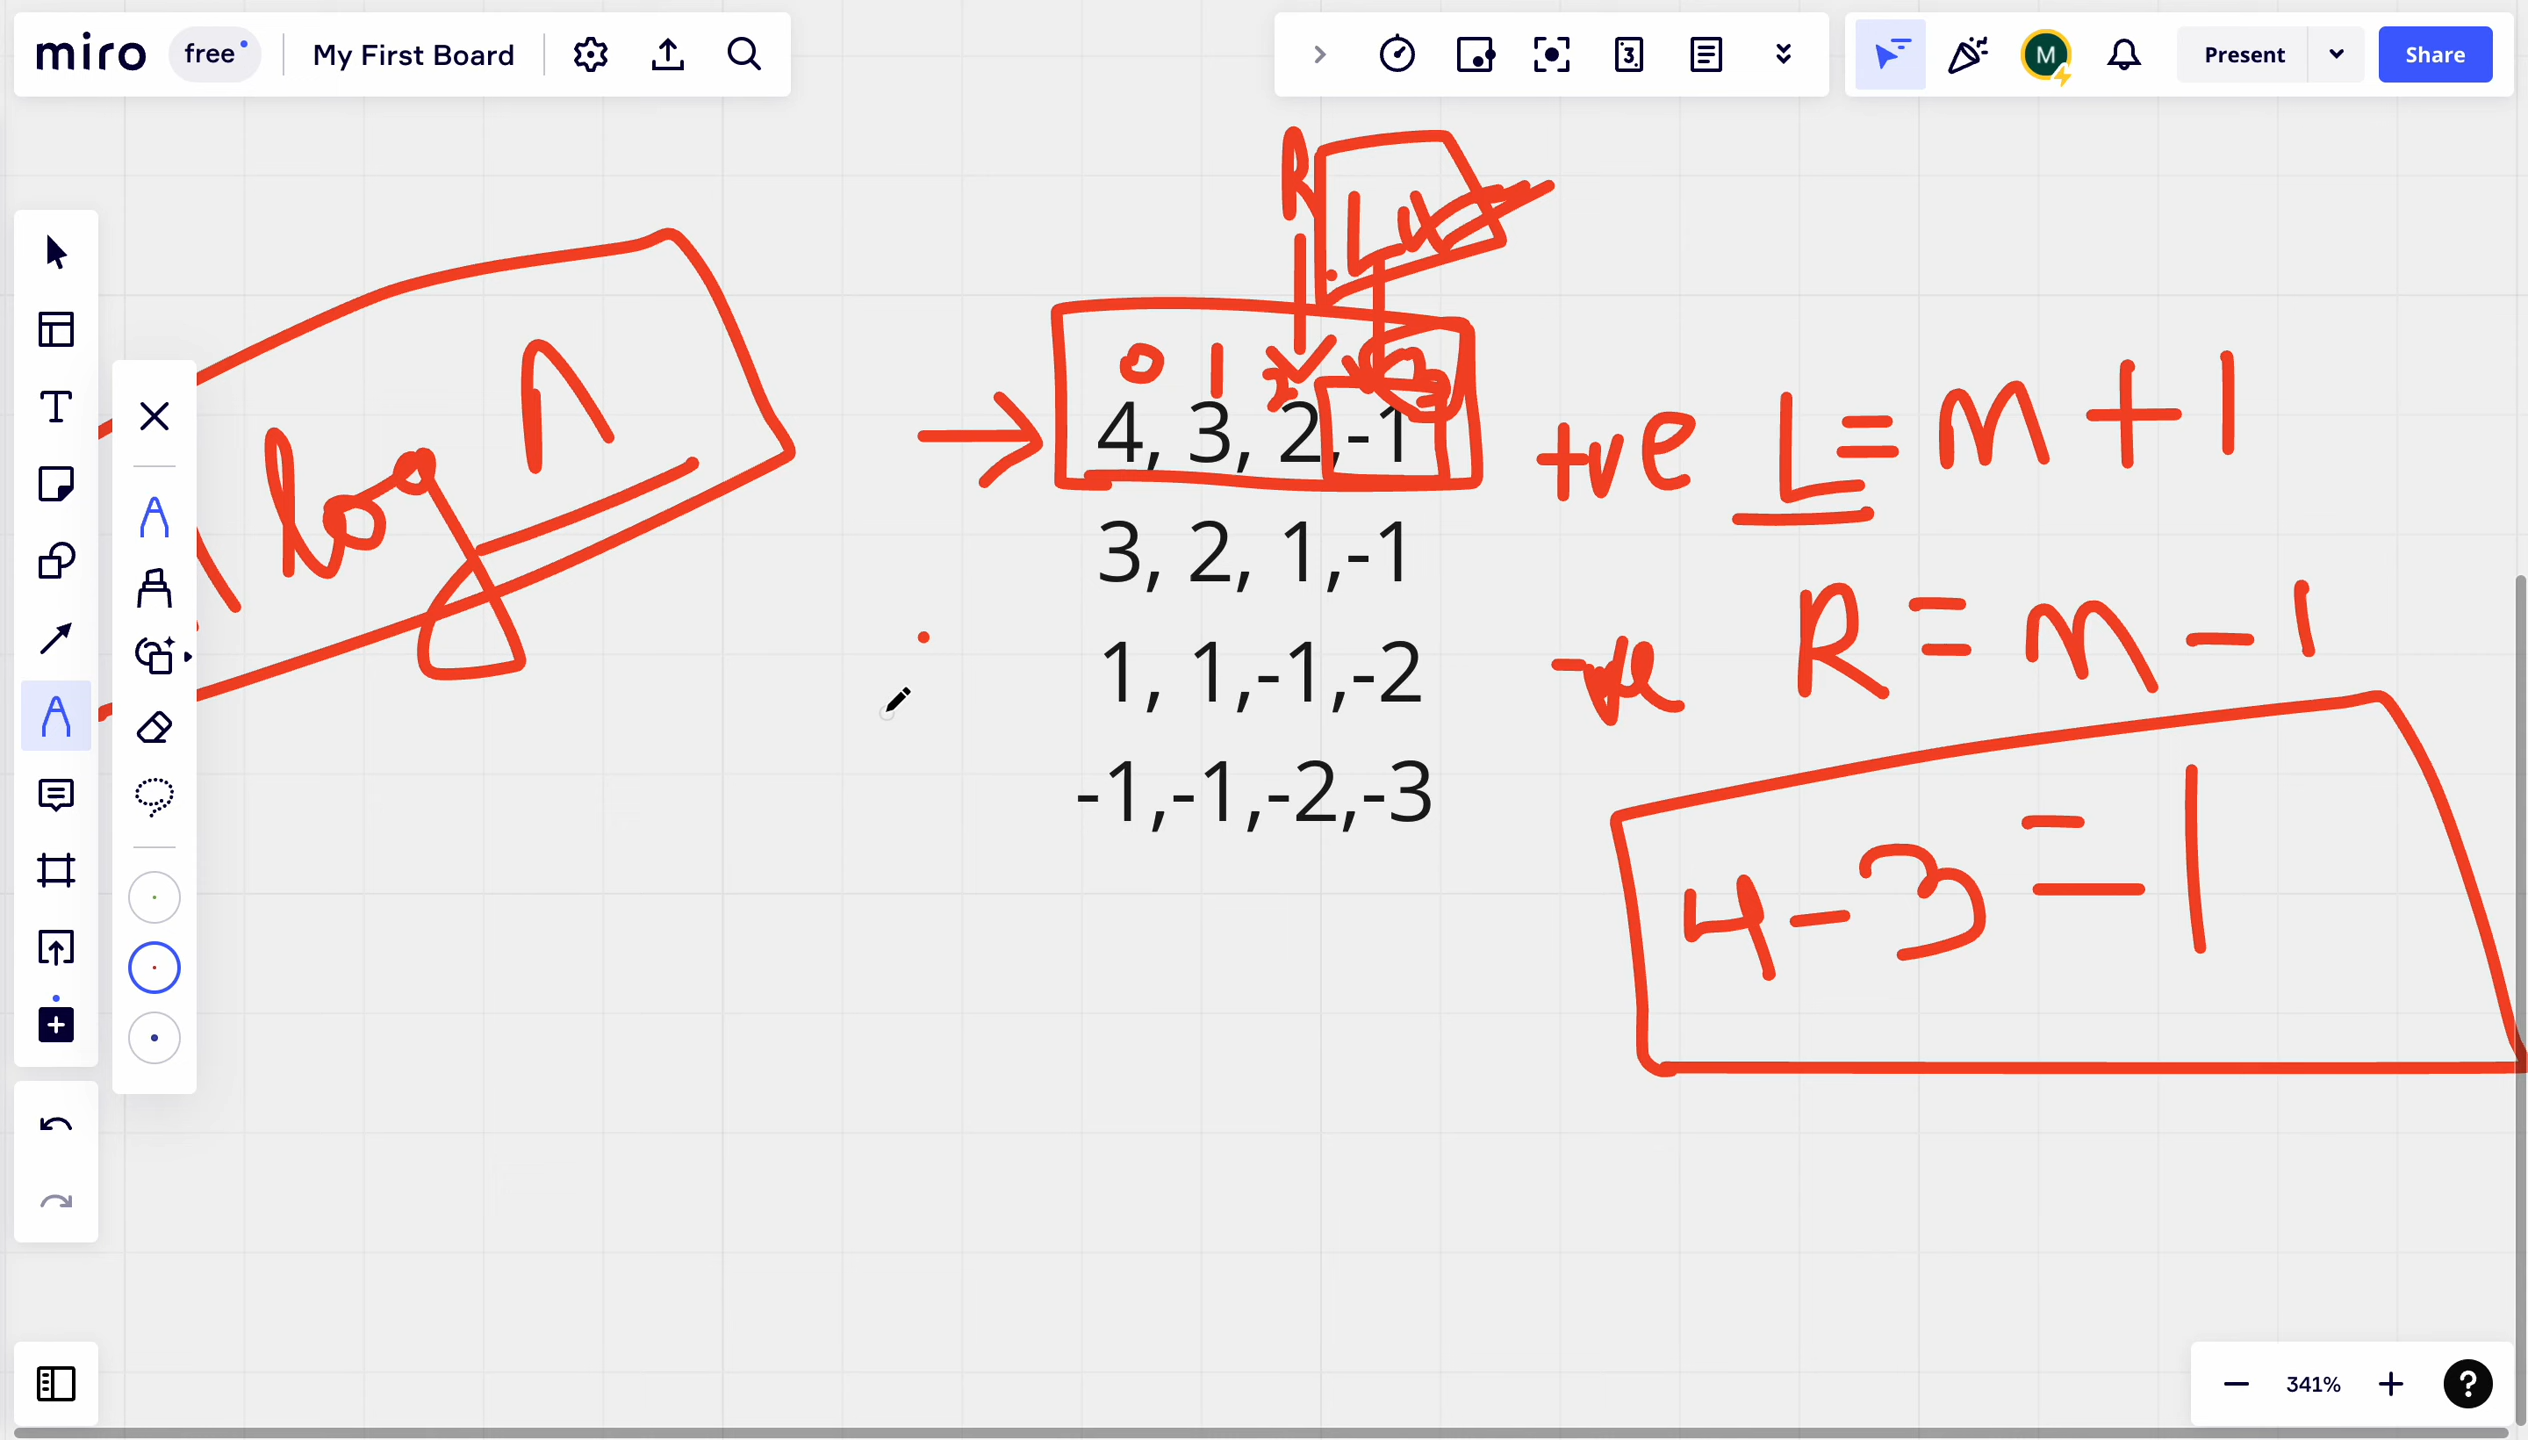 miro free My First Board
3 M Present Share
R
0 1
log n
4, 3, 2,-1
+ve L = m + 1
3, 2, 1,-1
-ve R = m - 1
1, 1,-1,-2
-1,-1,-2,-3
4 - 3 = 1
341% ?